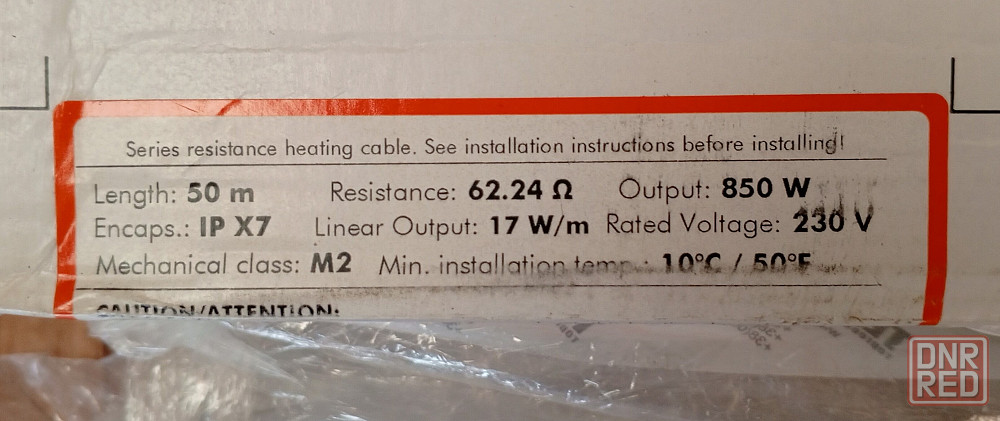 Series resistance heating cable. See installation instructions before installing!
Length: 50 m Resistance: 62.24 Ω Output: 850 W
Encaps.: IP X7 Linear Output: 17 W/m Rated Voltage: 230 V
Mechanical class: M2 Min. installation temp.: 10°C / 50°F
CAUTION/ATTENTION:
DNR
RED